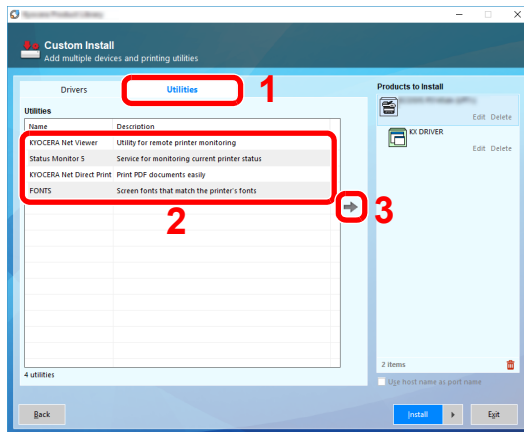 Custom Install
Add multiple devices and printing utilities
Drivers
Utilities
1
Utilities
Name Description
KYOCERA Net Viewer Utility for remote printer monitoring
Status Monitor 5 Service for monitoring current printer status
KYOCERA Net Direct Print Print PDF documents easily
FONTS Screen fonts that match the printer's fonts
2
3
4 utilities
Products to Install
Edit Delete
KX DRIVER
Edit Delete
2 items
Use host name as port name
Back
Install
Exit